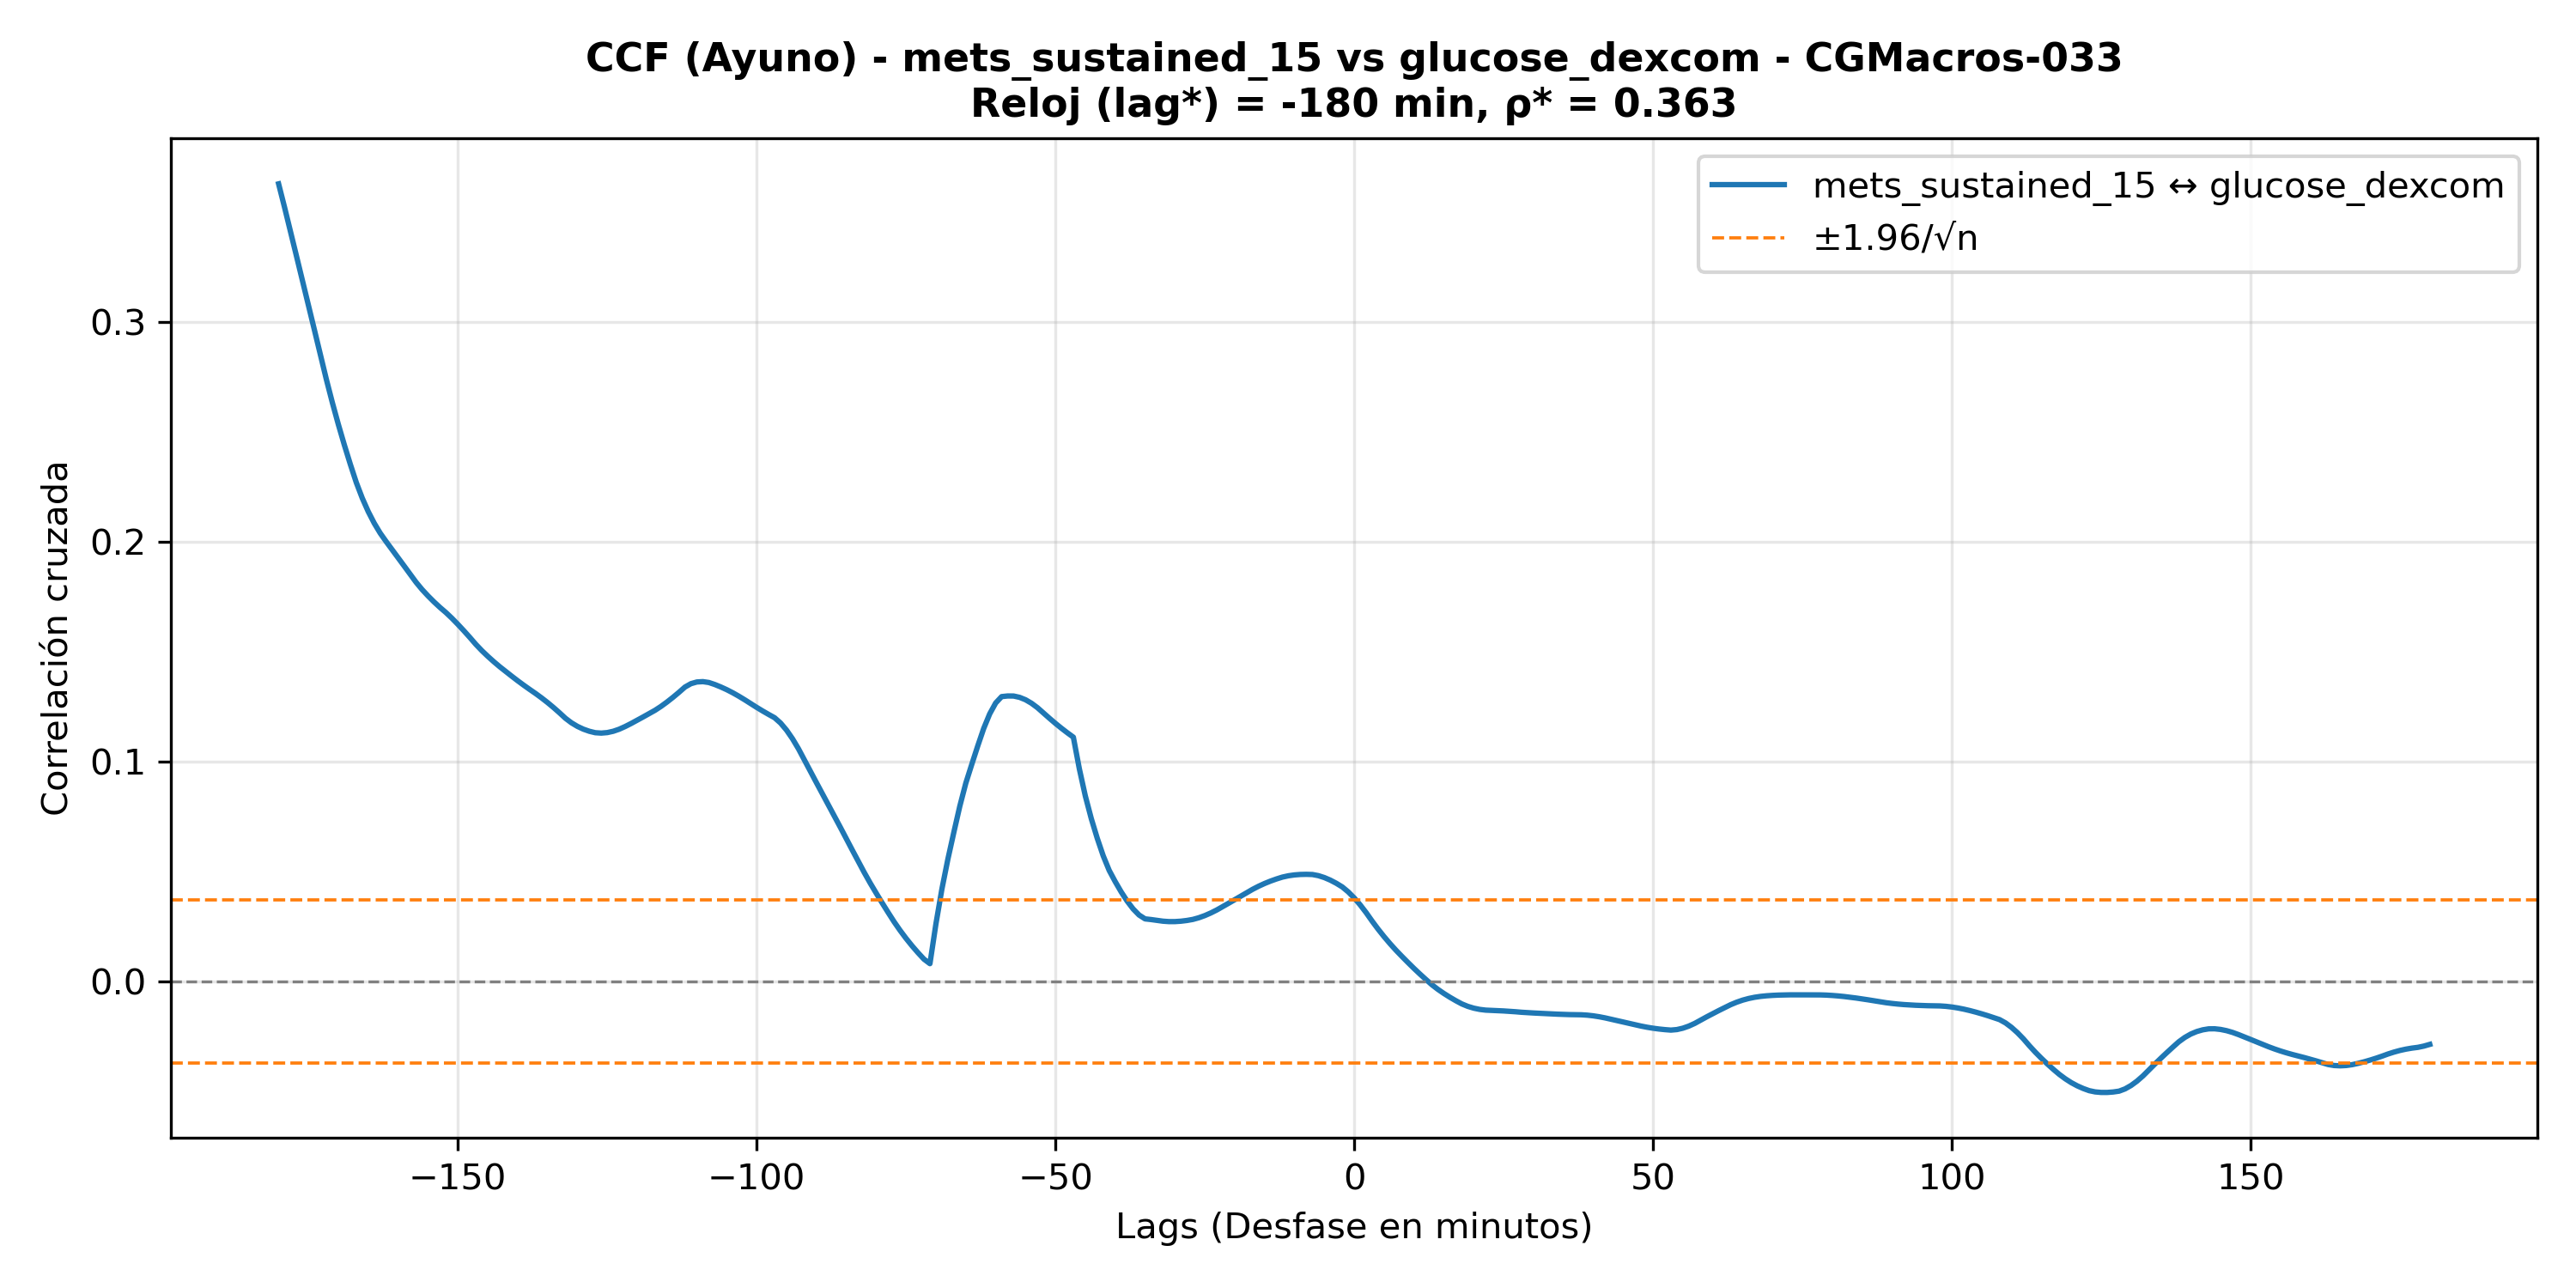 CCF (Ayuno) - mets_sustained_15 vs glucose_dexcom - CGMacros-033
Reloj (lag*) = -180 min, ρ* = 0.363
mets_sustained_15 ↔ glucose_dexcom
±1.96/√n
Correlación cruzada
0.3
0.2
0.1
0.0
−150
−100
−50
0
50
100
150
Lags (Desfase en minutos)